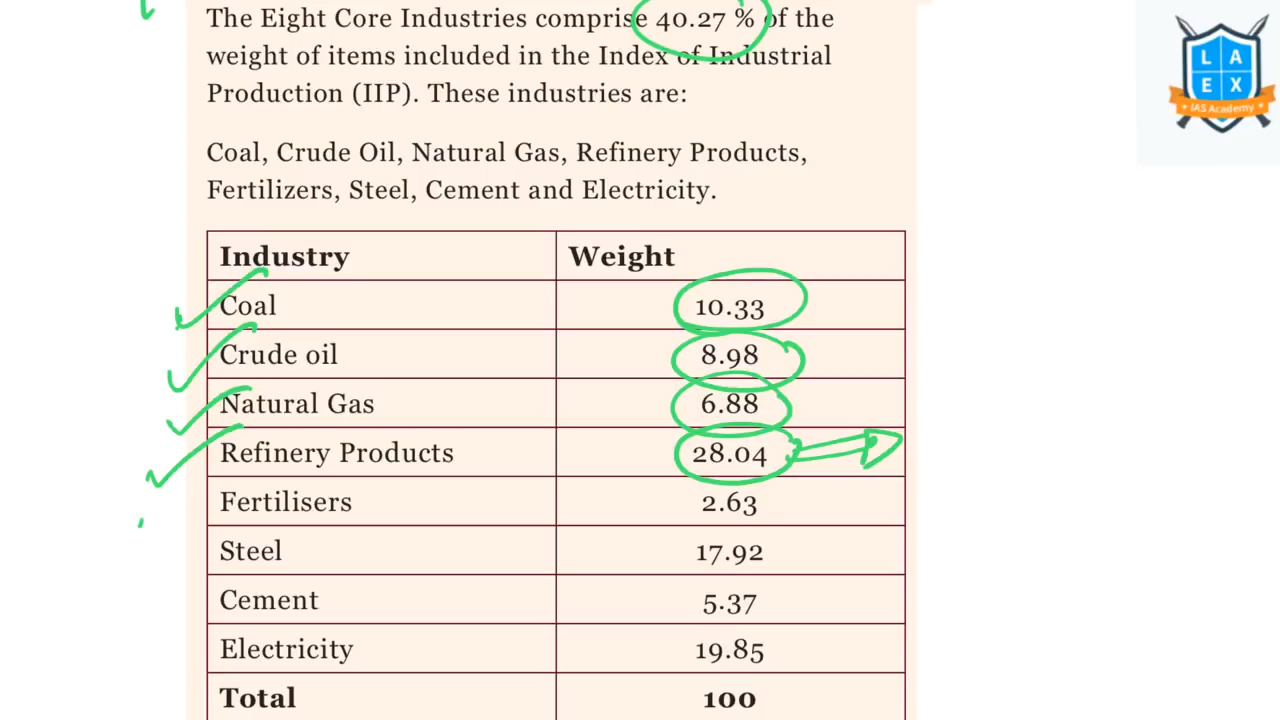 The Eight Core Industries comprise 40.27 % of the
weight of items included in the Index of Industrial
Production (IIP). These industries are:
Coal, Crude Oil, Natural Gas, Refinery Products,
Fertilizers, Steel, Cement and Electricity.
Industry Weight
Coal 10.33
Crude oil 8.98
Natural Gas 6.88
Refinery Products 28.04
Fertilisers 2.63
Steel 17.92
Cement 5.37
Electricity 19.85
Total 100
L A
E X
IAS Academy